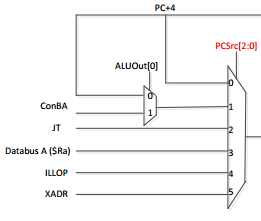 PC+4
PCSrc[2:0]
ALUOut[0]
0
0
ConBA
1
1
JT
2
Databus A ($Ra)
3
ILLOP
4
XADR
5